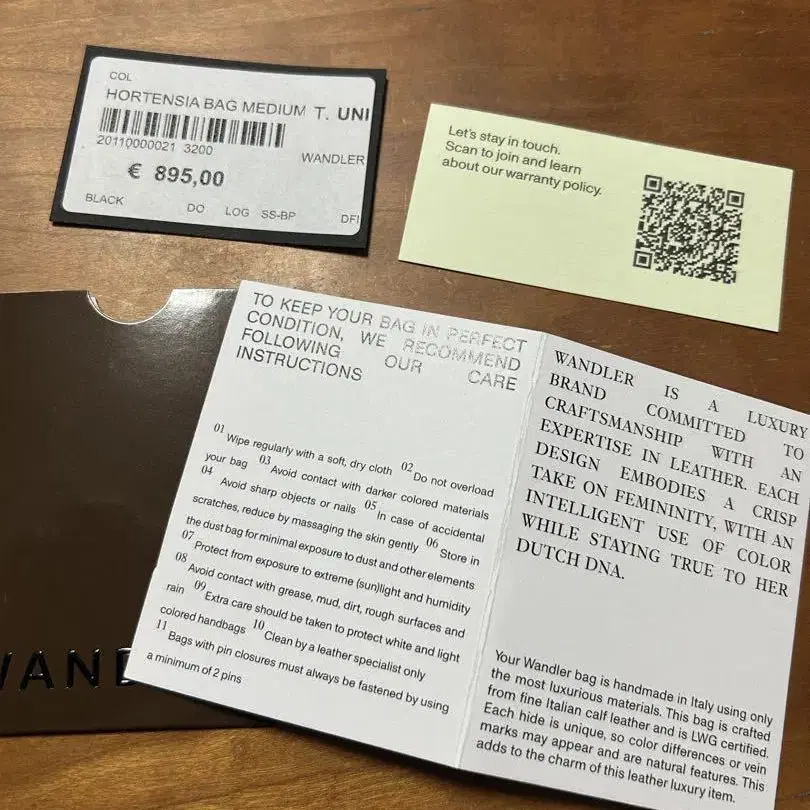 COL
HORTENSIA BAG MEDIUM T. UNI
20110000021 3200
WANDLER
€ 895,00
BLACK DO LOG SS-BP DFI
Let's stay in touch.
Scan to join and learn
about our warranty policy.
TO KEEP YOUR BAG IN PERFECT
CONDITION, WE RECOMMEND
FOLLOWING OUR CARE
INSTRUCTIONS
01 Wipe regularly with a soft, dry cloth 02 Do not overload
your bag 03 Avoid contact with darker colored materials
04 Avoid sharp objects or nails 05 In case of accidental
scratches, reduce by massaging the skin gently 06 Store in
the dust bag for minimal exposure to dust and other elements
07 Protect from exposure to extreme (sun)light and humidity
08 Avoid contact with grease, mud, dirt, rough surfaces and
rain 09 Extra care should be taken to protect white and light
colored handbags 10 Clean by a leather specialist only
11 Bags with pin closures must always be fastened by using
a minimum of 2 pins
WANDLER IS A LUXURY
BRAND COMMITTED TO
CRAFTSMANSHIP WITH AN
EXPERTISE IN LEATHER. EACH
DESIGN EMBODIES A CRISP
TAKE ON FEMININITY, WITH AN
INTELLIGENT USE OF COLOR
WHILE STAYING TRUE TO HER
DUTCH DNA.
Your Wandler bag is handmade in Italy using only
the most luxurious materials. This bag is crafted
from fine Italian calf leather and is LWG certified.
Each hide is unique, so color differences or vein
marks may appear and are natural features. This
adds to the charm of this leather luxury item.
WAND